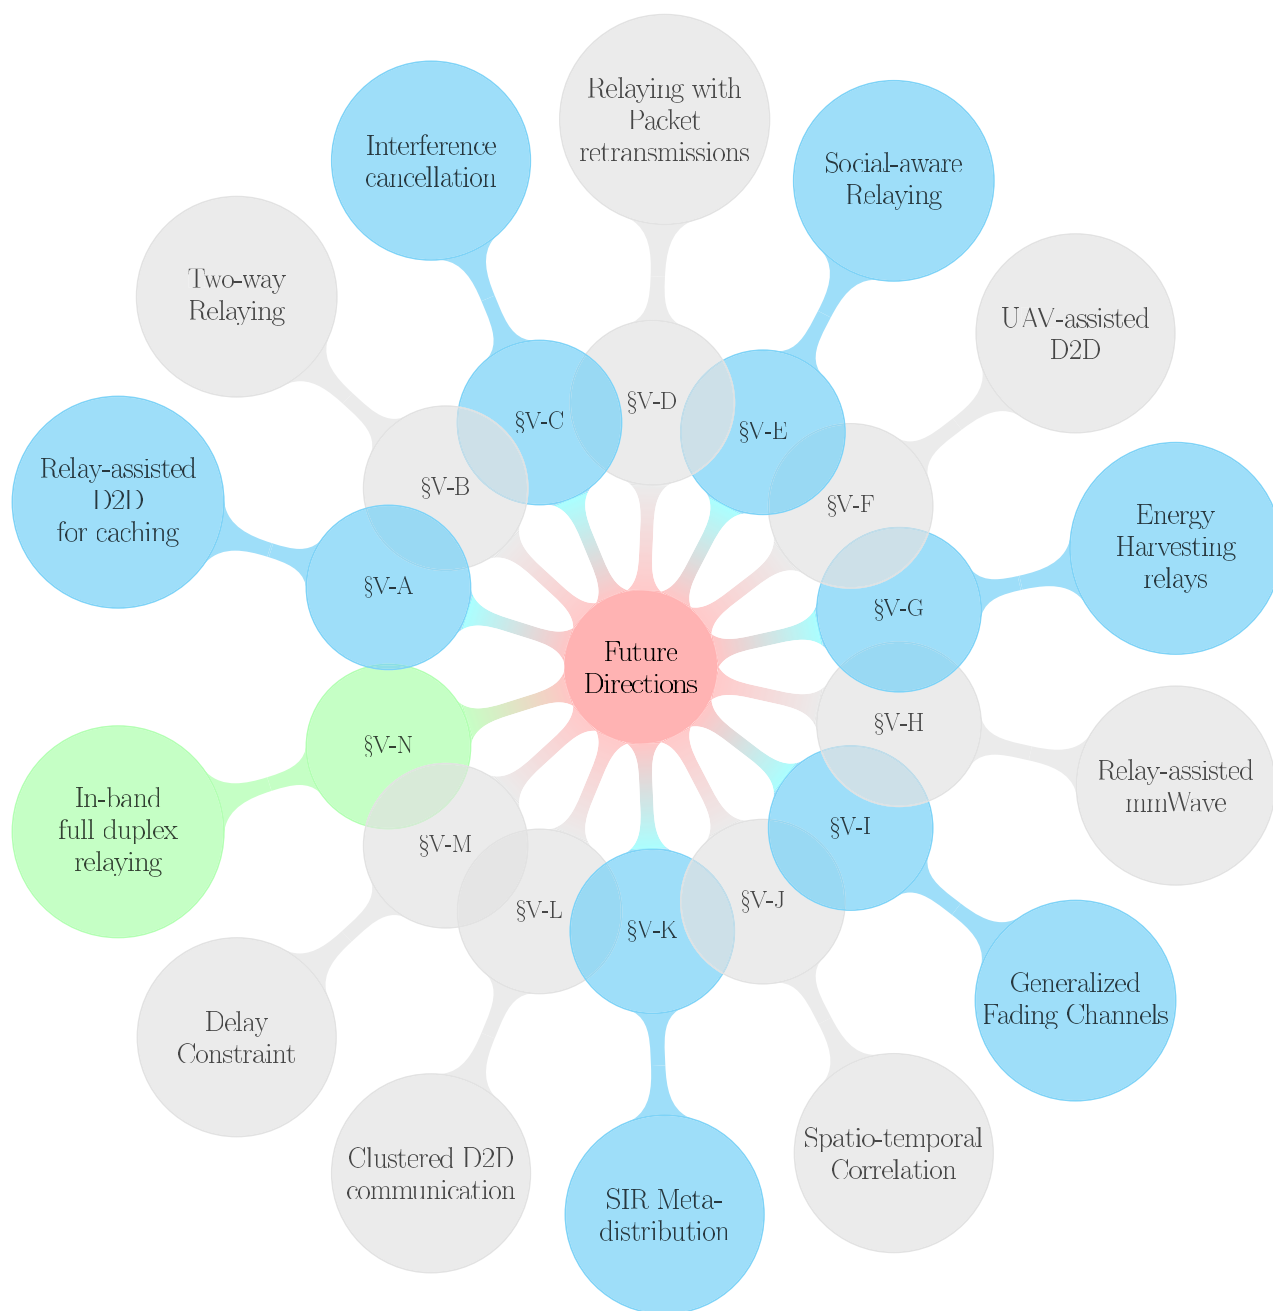 Relaying with
Packet
retransmissions
Interference
cancellation
Social-aware
Relaying
Two-way
Relaying
UAV-assisted
D2D
Relay-assisted
D2D
for caching
Energy
Harvesting
relays
§V-D
§V-C
§V-E
§V-B
§V-F
§V-A
§V-G
Future
Directions
§V-N
§V-H
In-band
full duplex
relaying
Relay-assisted
mmWave
§V-M
§V-I
§V-L
§V-J
§V-K
Delay
Constraint
Generalized
Fading Channels
Clustered D2D
communication
SIR Meta-
distribution
Spatio-temporal
Correlation